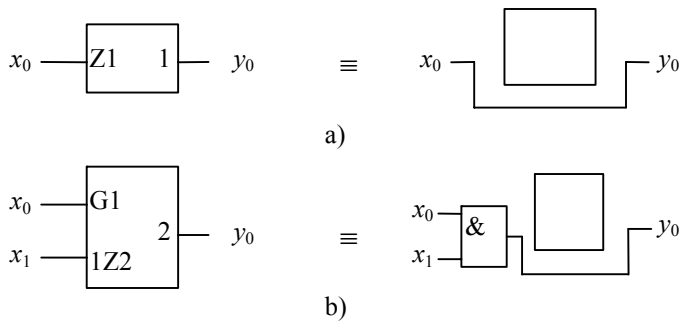 x₀ Z1 1 y₀ ≡ x₀ y₀
a)
x₀ G1 2 y₀ ≡ x₀ & y₀
x₁ 1Z2 x₁
b)